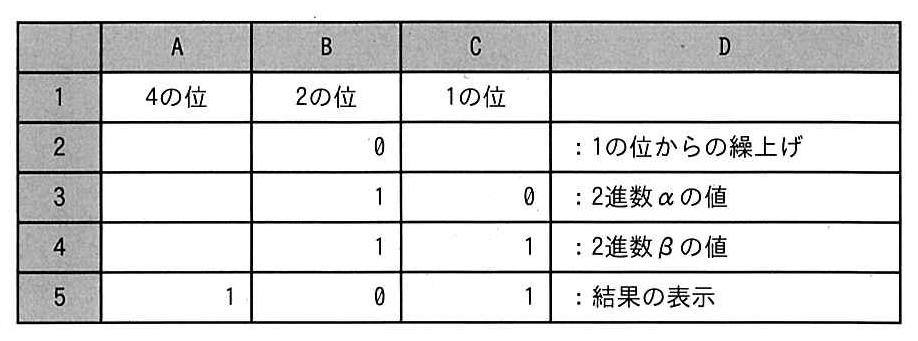 A B C D
1 4の位 2の位 1の位
2 0 :1の位からの繰上げ
3 1 0 :2進数αの値
4 1 1 :2進数βの値
5 1 0 1 :結果の表示